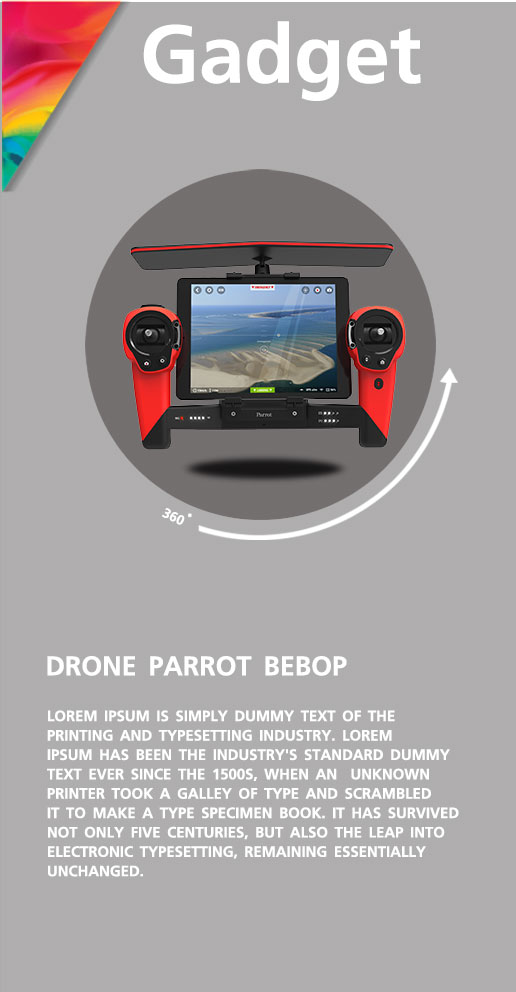 Gadget
EMERGENCY
Parrot
360°
DRONE PARROT BEBOP
LOREM IPSUM IS SIMPLY DUMMY TEXT OF THE
PRINTING AND TYPESETTING INDUSTRY. LOREM
IPSUM HAS BEEN THE INDUSTRY'S STANDARD DUMMY
TEXT EVER SINCE THE 1500S, WHEN AN UNKNOWN
PRINTER TOOK A GALLEY OF TYPE AND SCRAMBLED
IT TO MAKE A TYPE SPECIMEN BOOK. IT HAS SURVIVED
NOT ONLY FIVE CENTURIES, BUT ALSO THE LEAP INTO
ELECTRONIC TYPESETTING, REMAINING ESSENTIALLY
UNCHANGED.